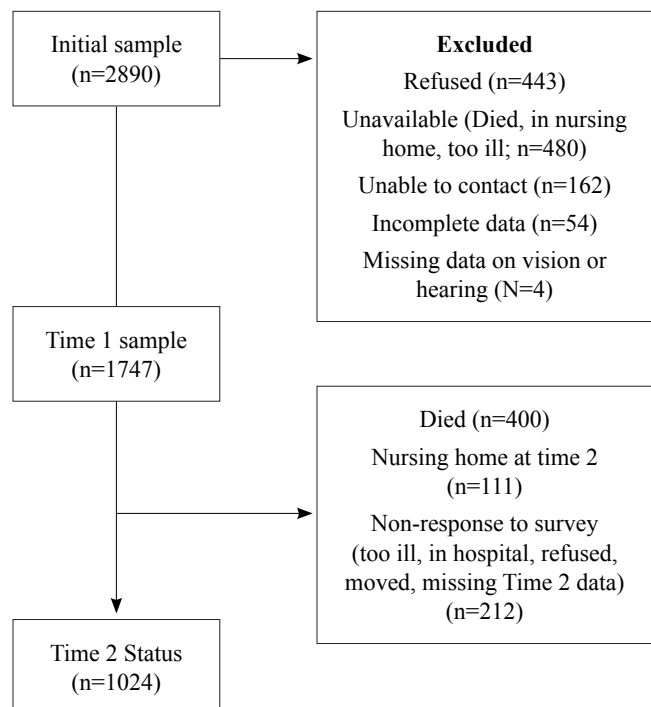 Initial sample
(n=2890)
Excluded
Refused (n=443)
Unavailable (Died, in nursing
home, too ill; n=480)
Unable to contact (n=162)
Incomplete data (n=54)
Missing data on vision or
hearing (N=4)
Time 1 sample
(n=1747)
Died (n=400)
Nursing home at time 2
(n=111)
Non-response to survey
(too ill, in hospital, refused,
moved, missing Time 2 data)
(n=212)
Time 2 Status
(n=1024)